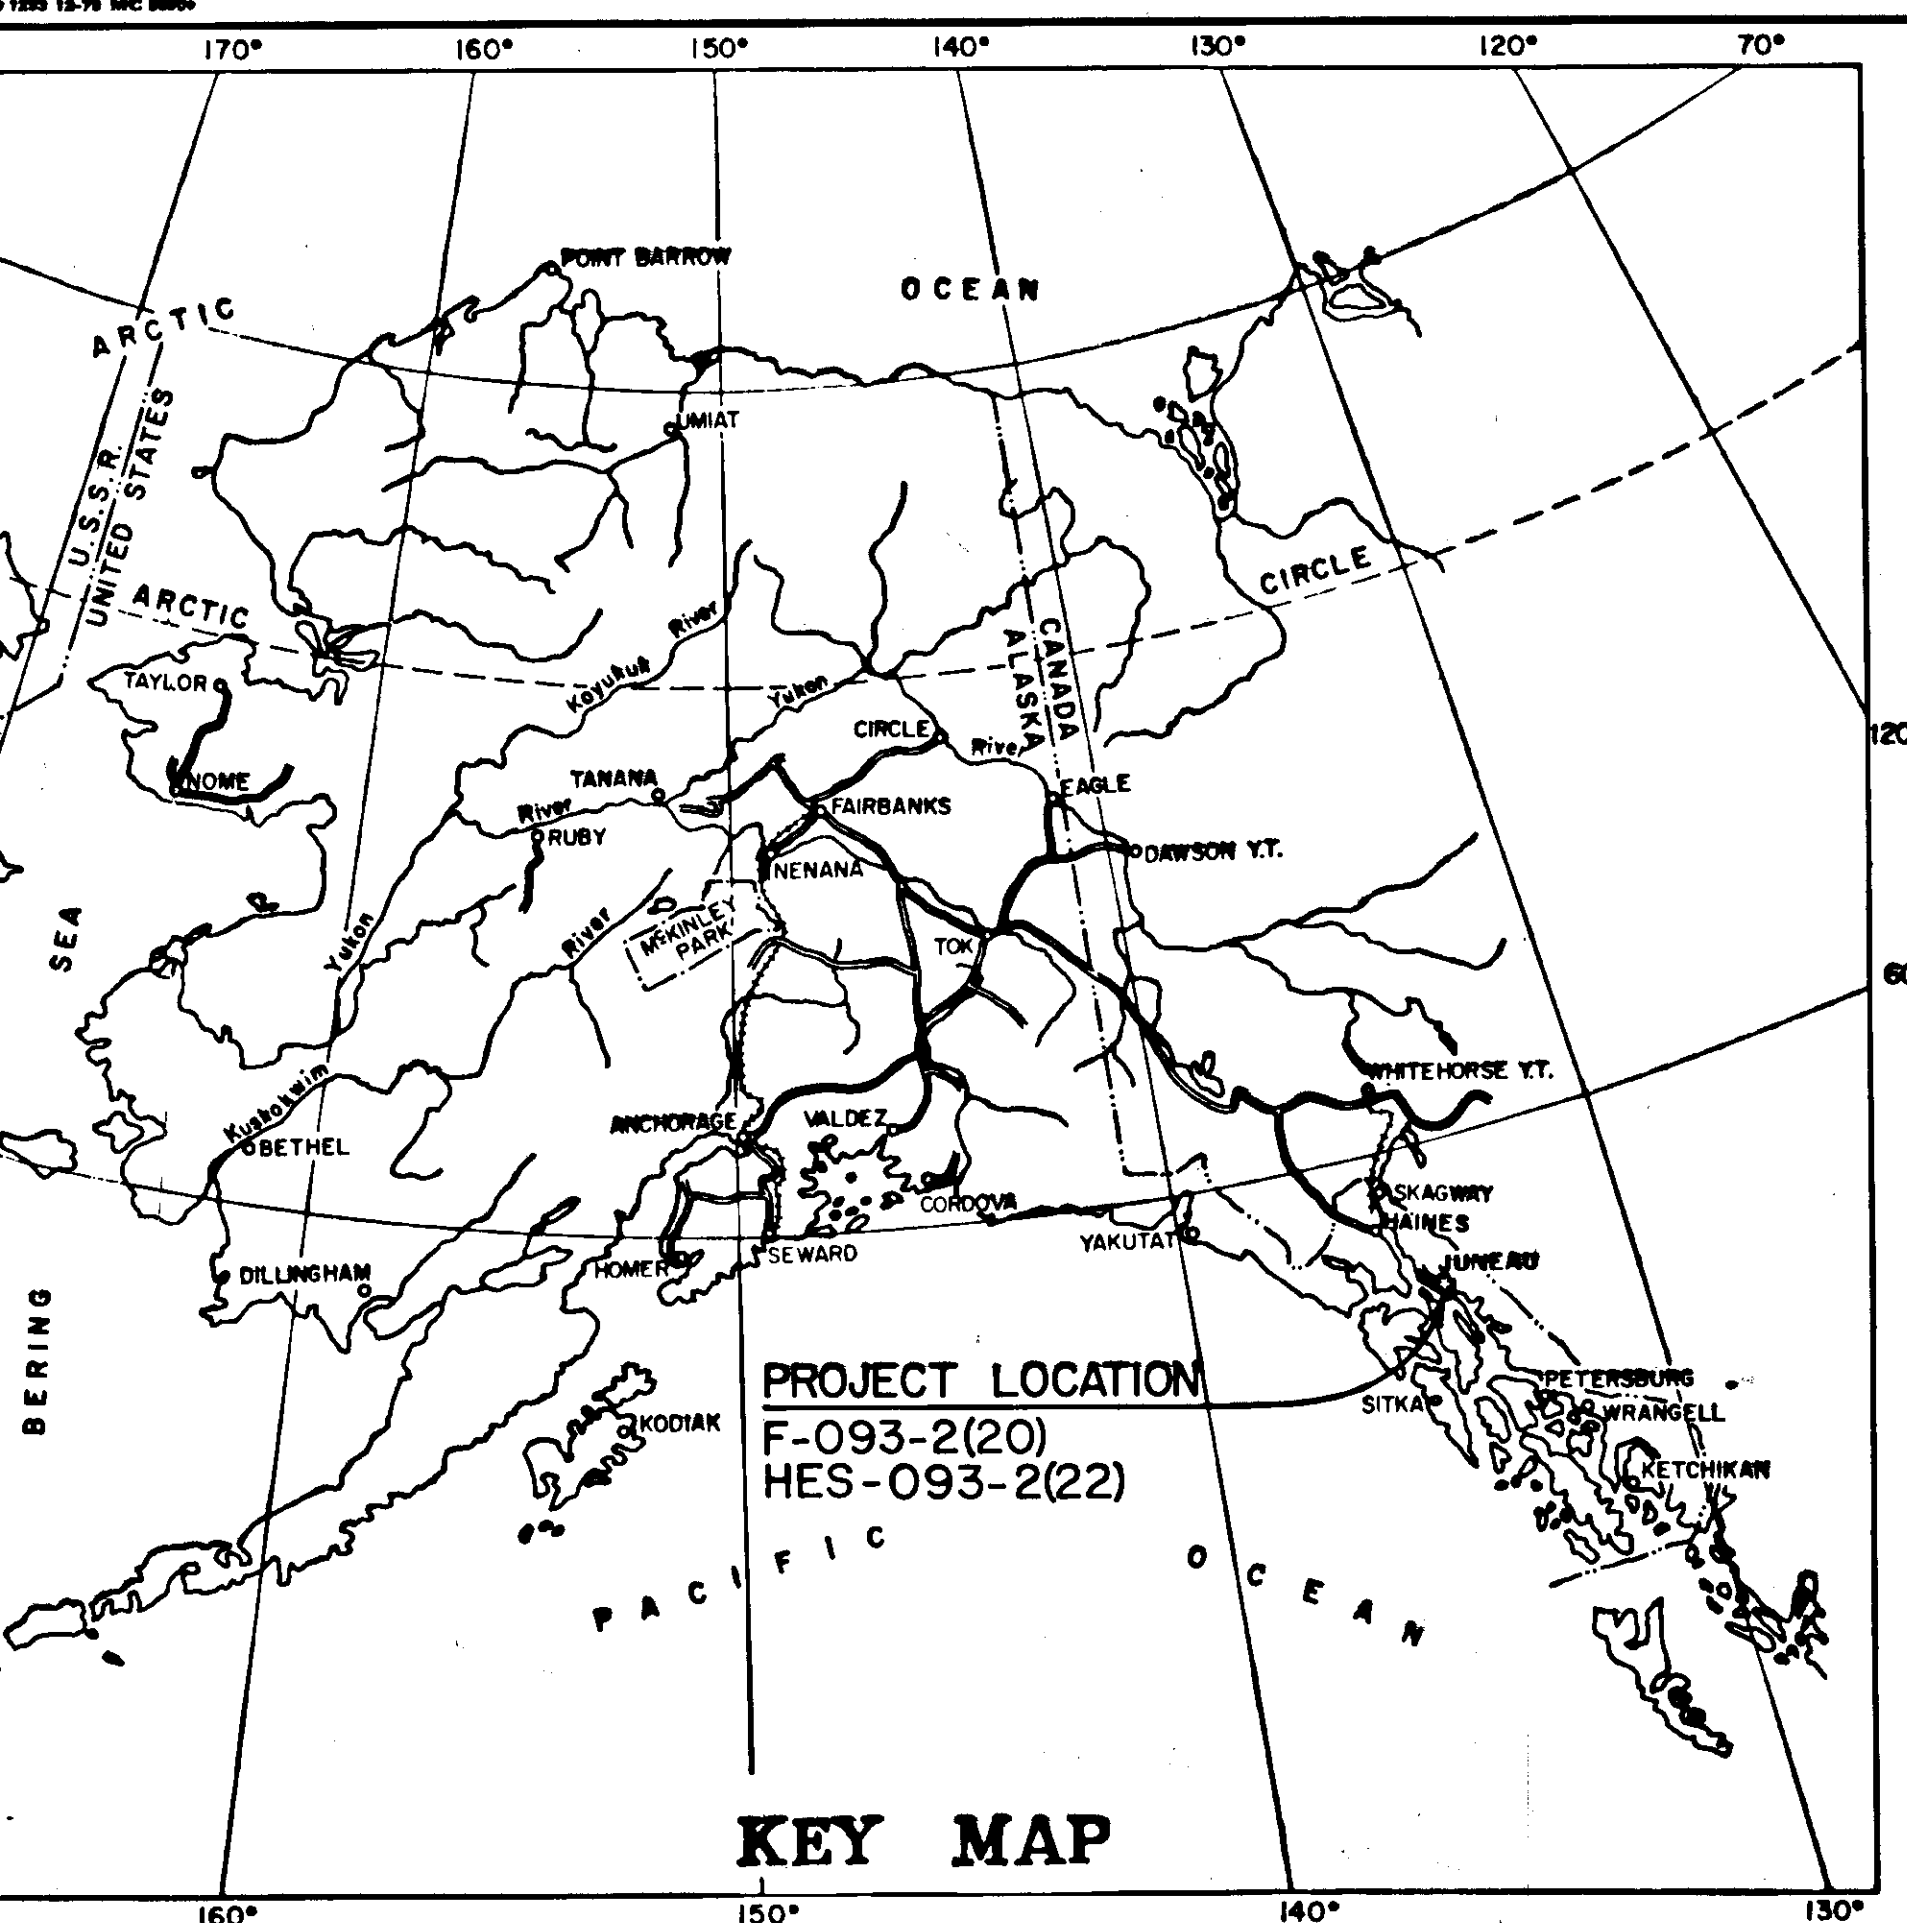 170° 160° 150° 140° 130° 120° 70°
POINT BARROW
OCEAN
ARCTIC
UMIAT
U.S.S.R.
UNITED STATES
ARCTIC
CIRCLE
River
Koyukuk
CANADA
ALASKA
TAYLOR
Yukon
CIRCLE
River
120
NOME
TANANA
EAGLE
River
FAIRBANKS
RUBY
DAWSON Y.T.
NENANA
SEA
Yukon
River
McKINLEY
PARK
TOK
60
Kuskokwim
WHITEHORSE Y.T.
ANCHORAGE
VALDEZ
BETHEL
CORDOVA
SKAGWAY
HAINES
YAKUTAT
SEWARD
HOMER
JUNEAU
DILLINGHAM
BERING
PROJECT LOCATION
PETERSBURG
SITKA
WRANGELL
KODIAK
F-093-2(20)
HES-093-2(22)
KETCHIKAN
PACIFIC OCEAN
KEY MAP
160° 150° 140° 130°